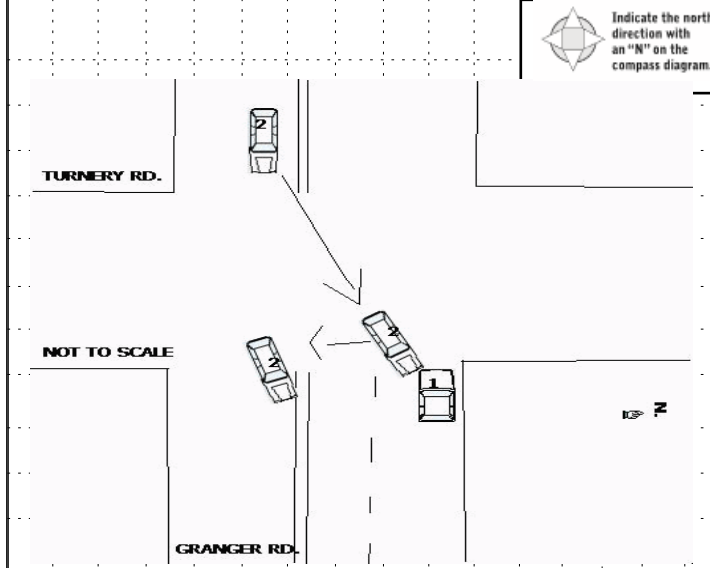 Indicate the north
direction with
an "N" on the
compass diagram.
2
TURNERY RD.
2
NOT TO SCALE
2
1
N.
GRANGER RD.